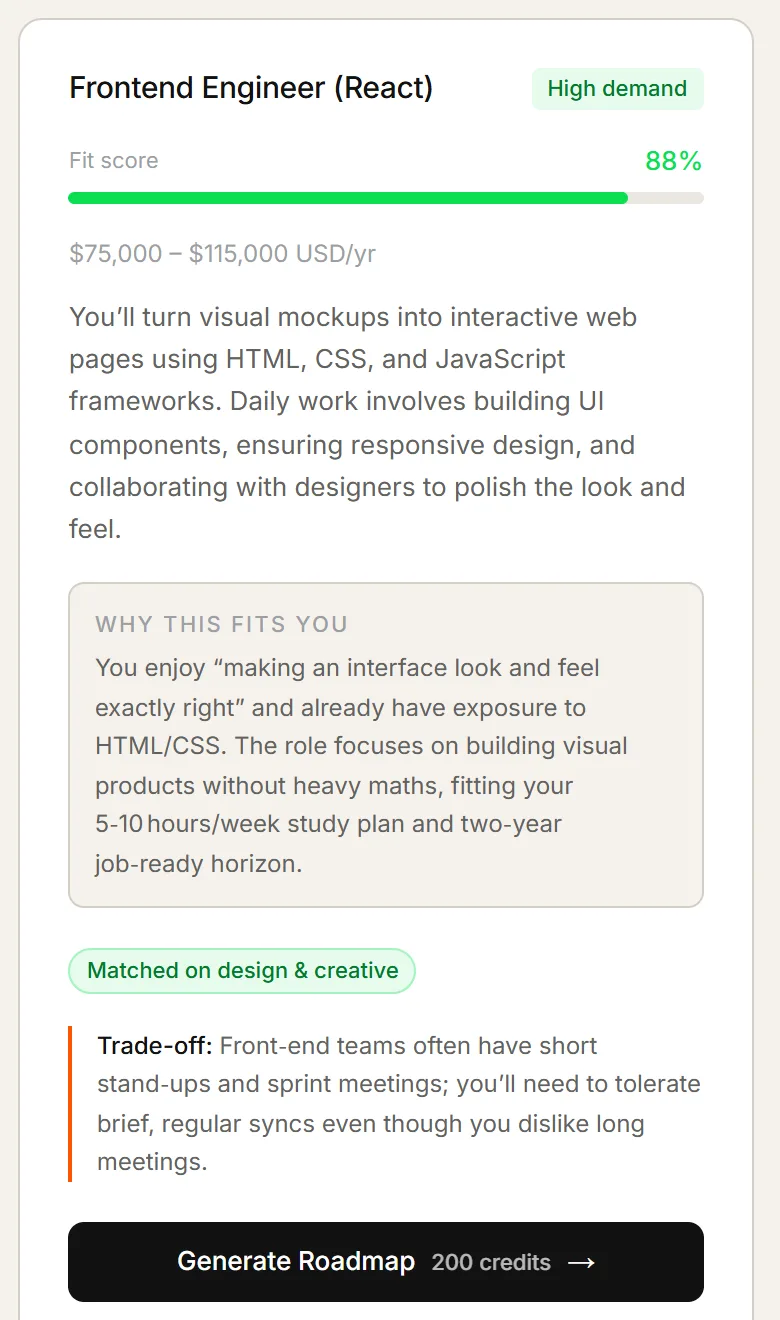 Frontend Engineer (React)
High demand
Fit score
88%
$75,000 – $115,000 USD/yr
You’ll turn visual mockups into interactive web
pages using HTML, CSS, and JavaScript
frameworks. Daily work involves building UI
components, ensuring responsive design, and
collaborating with designers to polish the look and
feel.
WHY THIS FITS YOU
You enjoy “making an interface look and feel
exactly right” and already have exposure to
HTML/CSS. The role focuses on building visual
products without heavy maths, fitting your
5-10 hours/week study plan and two-year
job-ready horizon.
Matched on design & creative
Trade-off: Front-end teams often have short
stand-ups and sprint meetings; you’ll need to tolerate
brief, regular syncs even though you dislike long
meetings.
Generate Roadmap 200 credits →